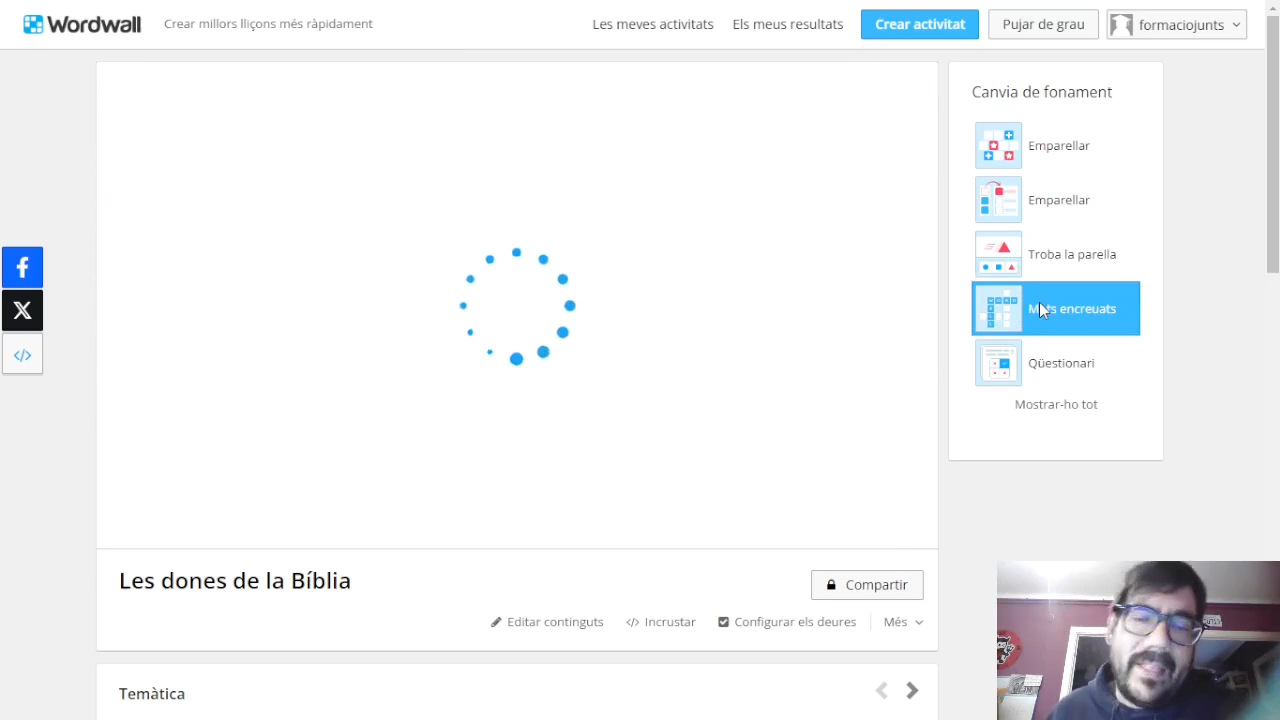 Wordwall
Crear millors lliçons més ràpidament
Les meves activitats
Els meus resultats
Crear activitat
Pujar de grau
formaciojunts
Canvia de fonament
Emparellar
Emparellar
Troba la parella
Mots encreuats
Qüestionari
Mostrar-ho tot
Les dones de la Bíblia
Compartir
Editar continguts
Incrustar
Configurar els deures
Més
Temàtica